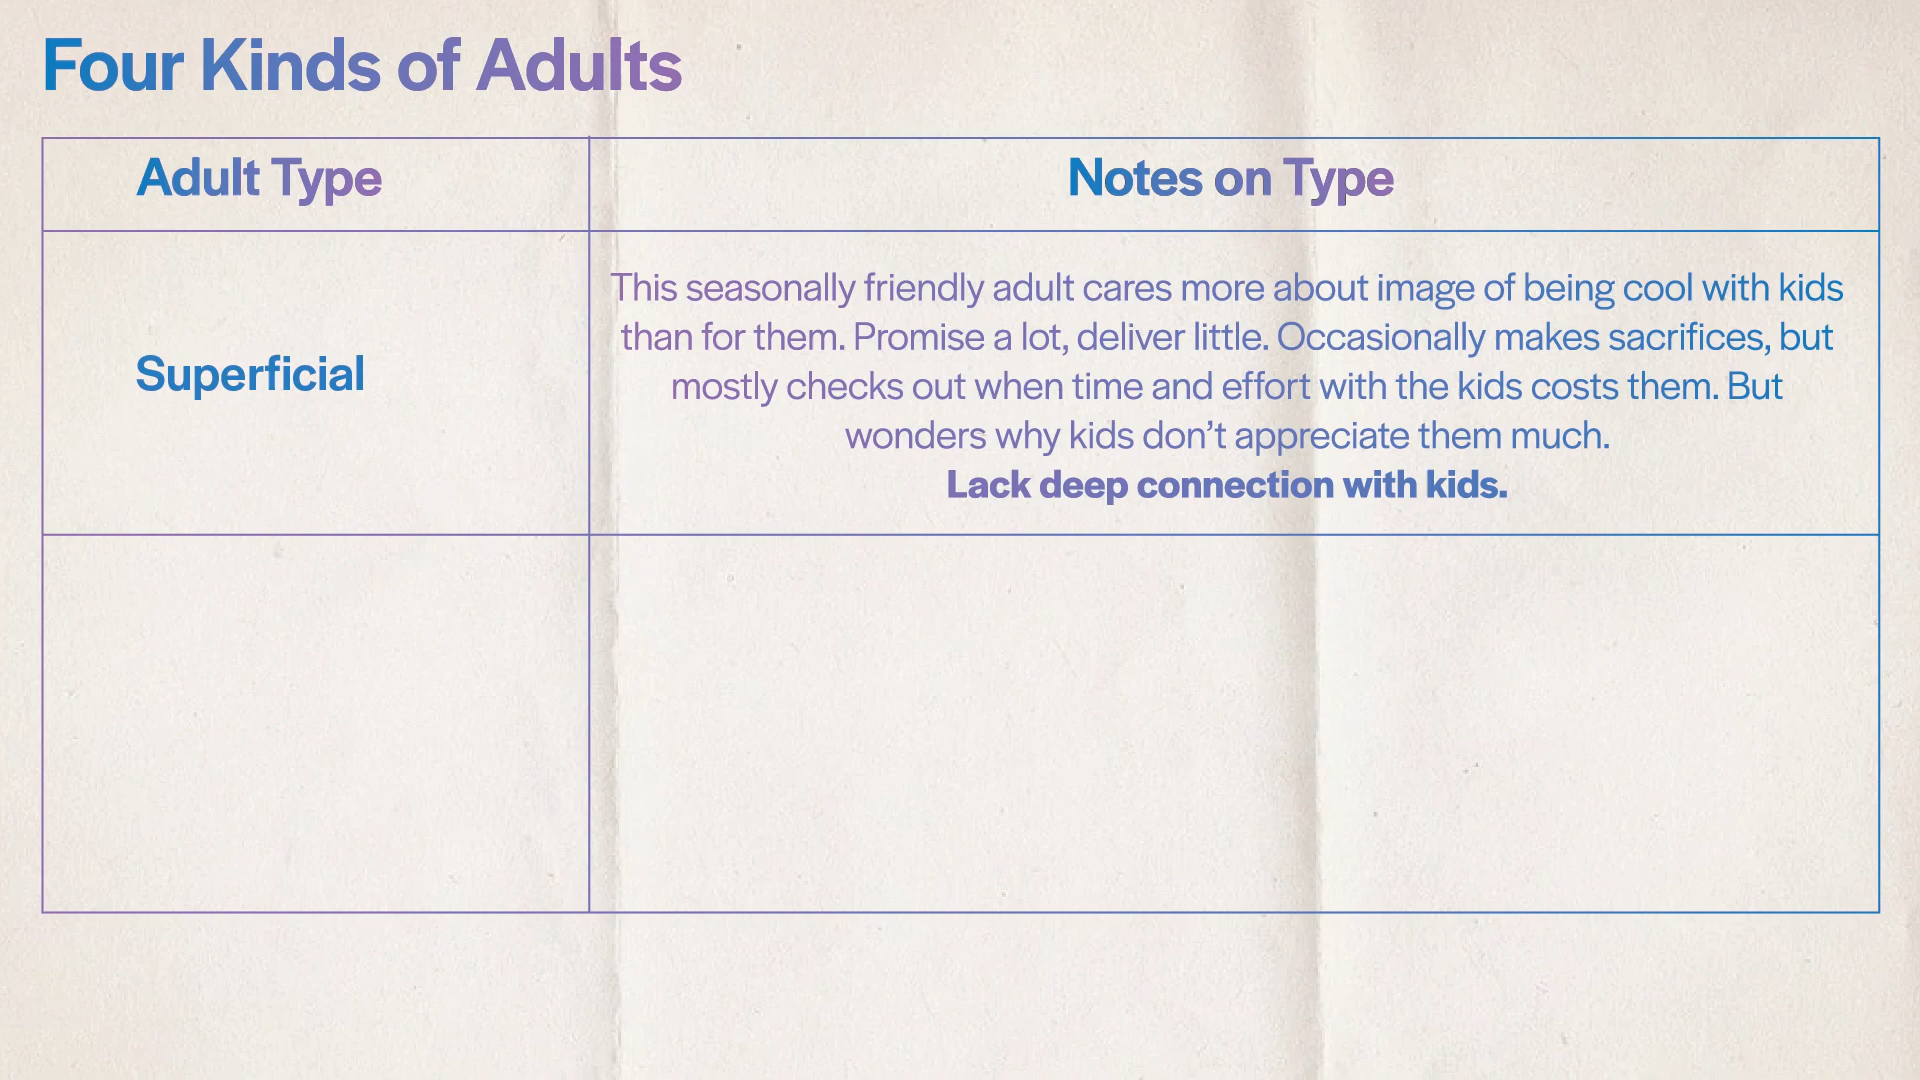 Four Kinds of Adults
Adult Type
Notes on Type
Superficial
This seasonally friendly adult cares more about image of being cool with kids
than for them. Promise a lot, deliver little. Occasionally makes sacrifices, but
mostly checks out when time and effort with the kids costs them. But
wonders why kids don’t appreciate them much.
Lack deep connection with kids.